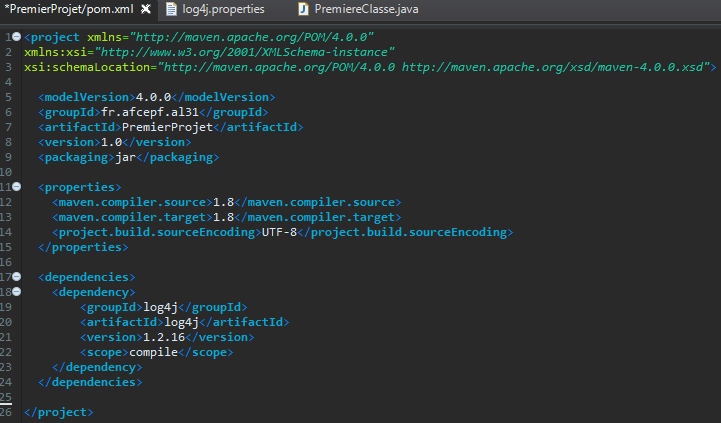 *PremierProjet/pom.xml log4j.properties PremiereClasse.java
1 <project xmlns="http://maven.apache.org/POM/4.0.0"
2 xmlns:xsi="http://www.w3.org/2001/XMLSchema-instance"
3 xsi:schemaLocation="http://maven.apache.org/POM/4.0.0 http://maven.apache.org/xsd/maven-4.0.0.xsd">
4
5 <modelVersion>4.0.0</modelVersion>
6 <groupId>fr.afcepf.al31</groupId>
7 <artifactId>PremierProjet</artifactId>
8 <version>1.0</version>
9 <packaging>jar</packaging>
10
11 <properties>
12 <maven.compiler.source>1.8</maven.compiler.source>
13 <maven.compiler.target>1.8</maven.compiler.target>
14 <project.build.sourceEncoding>UTF-8</project.build.sourceEncoding>
15 </properties>
16
17 <dependencies>
18 <dependency>
19 <groupId>log4j</groupId>
20 <artifactId>log4j</artifactId>
21 <version>1.2.16</version>
22 <scope>compile</scope>
23 </dependency>
24 </dependencies>
25
26 </project>